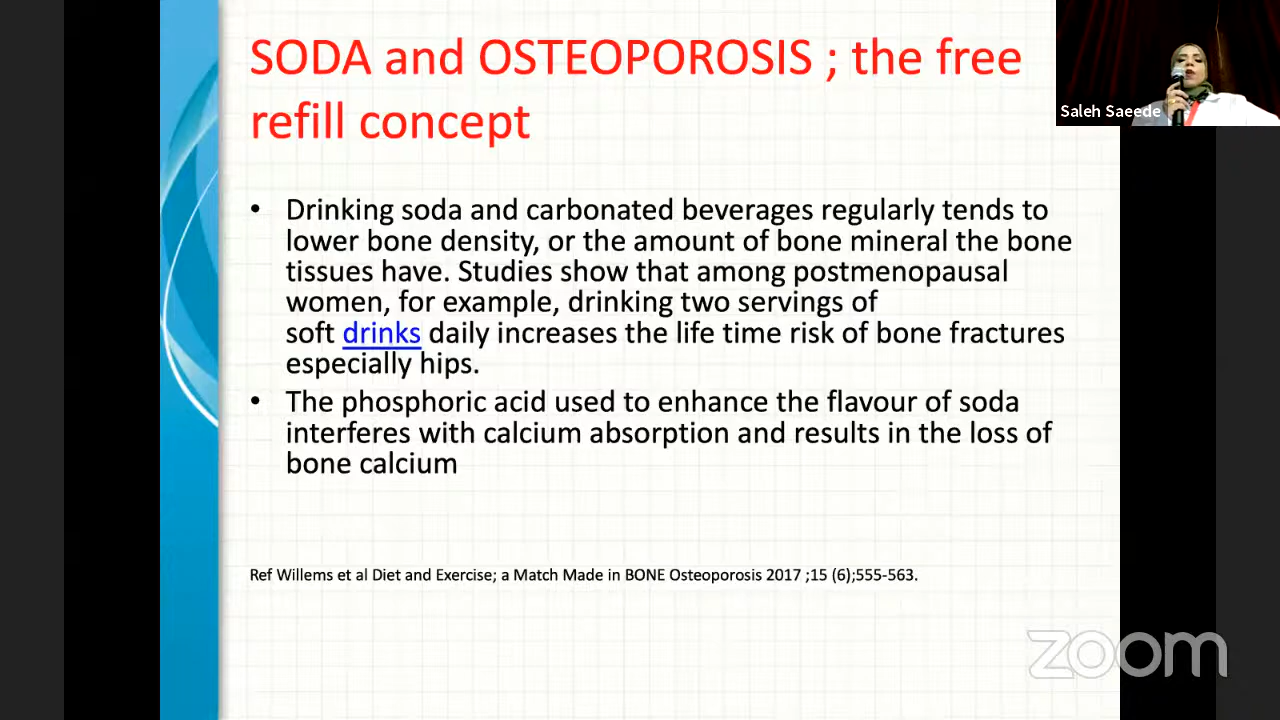 SODA and OSTEOPOROSIS ; the free
refill concept
Saleh Saeede
• Drinking soda and carbonated beverages regularly tends to
lower bone density, or the amount of bone mineral the bone
tissues have. Studies show that among postmenopausal
women, for example, drinking two servings of
soft drinks daily increases the life time risk of bone fractures
especially hips.
• The phosphoric acid used to enhance the flavour of soda
interferes with calcium absorption and results in the loss of
bone calcium
Ref Willems et al Diet and Exercise; a Match Made in BONE Osteoporosis 2017 ;15 (6);555-563.
zoom